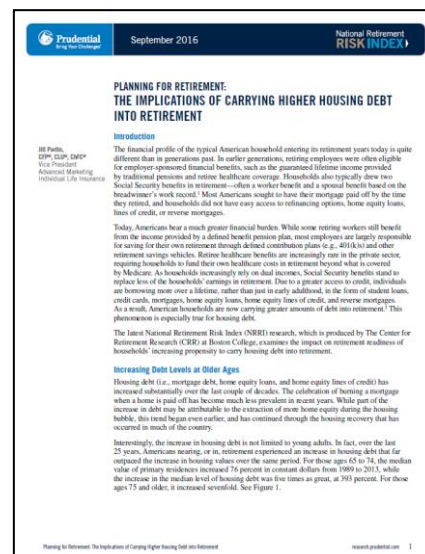 Prudential
Bring Your Challenges®
September 2016
National Retirement
RISK INDEX
PLANNING FOR RETIREMENT:
THE IMPLICATIONS OF CARRYING HIGHER HOUSING DEBT
INTO RETIREMENT
Jill Perlin,
CFP®, CLU®, ChFC®
Vice President
Advanced Marketing
Individual Life Insurance
Introduction
The financial profile of the typical American household entering its retirement years today is quite
different than in generations past. In earlier generations, retiring employees were often eligible
for employer-sponsored financial benefits, such as the guaranteed lifetime income provided
by traditional pensions and retiree healthcare coverage. Households also typically drew two
Social Security benefits in retirement—often a worker benefit and a spousal benefit based on the
breadwinner's work record.¹ Most Americans sought to have their mortgage paid off by the time
they retired, and households did not have easy access to refinancing options, home equity loans,
lines of credit, or reverse mortgages.
Today, Americans bear a much greater financial burden. While some retiring workers still benefit
from the income provided by a defined benefit pension plan, most employees are largely responsible
for saving for their own retirement through defined contribution plans (e.g., 401(k)s) and other
retirement savings vehicles. Retiree healthcare benefits are increasingly rare in the private sector,
requiring households to fund their own healthcare costs in retirement beyond what is covered
by Medicare. As households increasingly rely on dual incomes, Social Security benefits stand to
replace less of the households' earnings in retirement. Due to a greater access to credit, individuals
are borrowing more over a lifetime, rather than just in early adulthood, in the form of student loans,
credit cards, mortgages, home equity loans, home equity lines of credit, and reverse mortgages.
As a result, American households are now carrying greater amounts of debt into retirement.² This
phenomenon is especially true for housing debt.
The latest National Retirement Risk Index (NRRI) research, which is produced by The Center for
Retirement Research (CRR) at Boston College, examines the impact on retirement readiness of
households' increasing propensity to carry housing debt into retirement.
Increasing Debt Levels at Older Ages
Housing debt (i.e., mortgage debt, home equity loans, and home equity lines of credit) has
increased substantially over the last couple of decades. The celebration of burning a mortgage
when a home is paid off has become much less prevalent in recent years. While part of the
increase in debt may be attributable to the extraction of more home equity during the housing
bubble, this trend began even earlier, and has continued through the housing recovery that has
occurred in much of the country.
Interestingly, the increase in housing debt is not limited to young adults. In fact, over the last
25 years, Americans nearing, or in, retirement experienced an increase in housing debt that far
outpaced the increase in housing values over the same period. For those ages 65 to 74, the median
value of primary residences increased 76 percent in constant dollars from 1989 to 2013, while
the increase in the median level of housing debt was five times as great, at 393 percent. For those
ages 75 and older, it increased sevenfold. See Figure 1.
Planning for Retirement: The Implications of Carrying Higher Housing Debt into Retirement
research.prudential.com 1